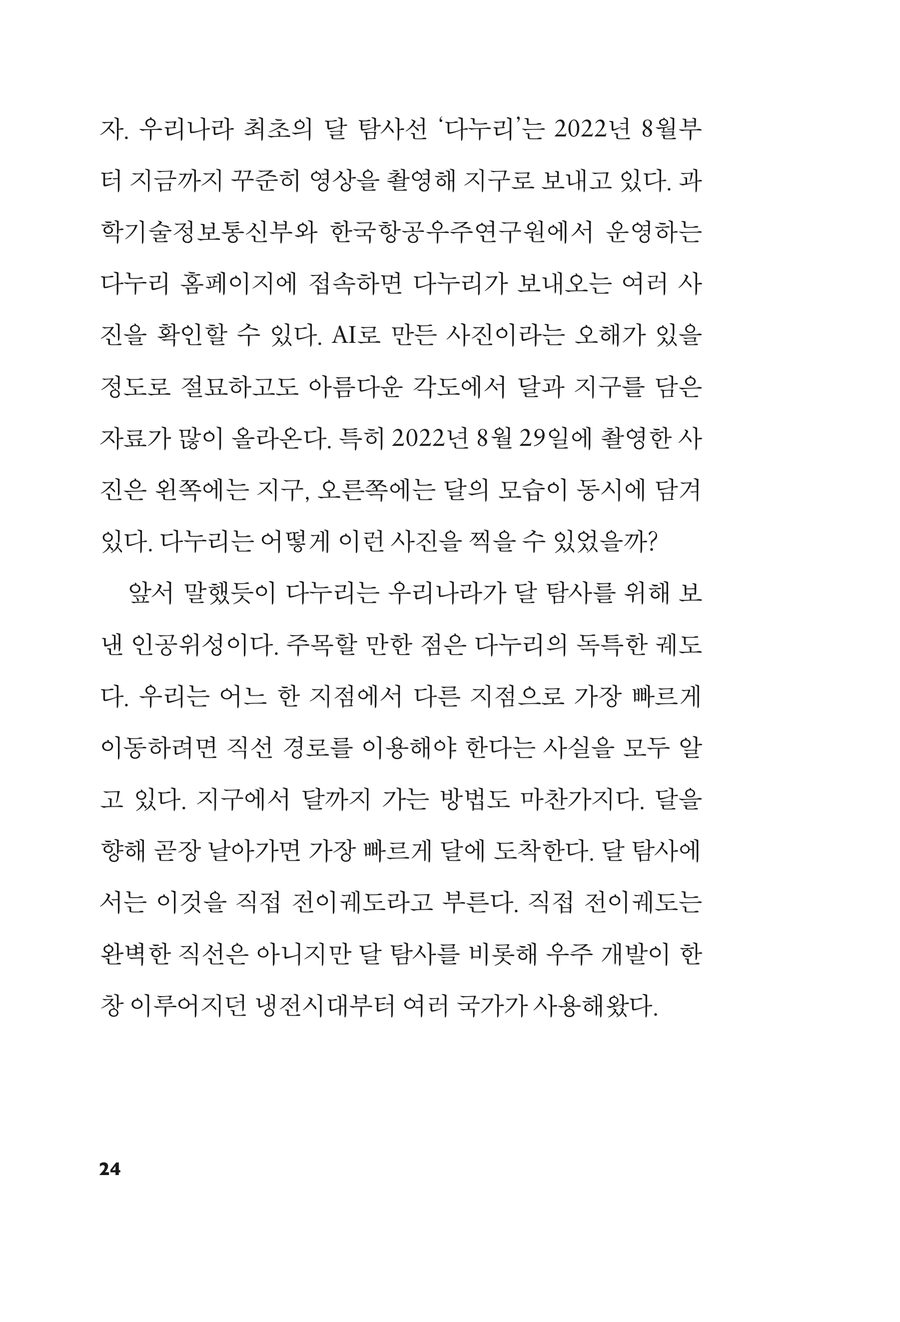 자. 우리나라 최초의 달 탐사선 ‘다누리’는 2022년 8월부
터 지금까지 꾸준히 영상을 촬영해 지구로 보내고 있다. 과
학기술정보통신부와 한국항공우주연구원에서 운영하는
다누리 홈페이지에 접속하면 다누리가 보내오는 여러 사
진을 확인할 수 있다. AI로 만든 사진이라는 오해가 있을
정도로 절묘하고도 아름다운 각도에서 달과 지구를 담은
자료가 많이 올라온다. 특히 2022년 8월 29일에 촬영한 사
진은 왼쪽에는 지구, 오른쪽에는 달의 모습이 동시에 담겨
있다. 다누리는 어떻게 이런 사진을 찍을 수 있었을까?
앞서 말했듯이 다누리는 우리나라가 달 탐사를 위해 보
낸 인공위성이다. 주목할 만한 점은 다누리의 독특한 궤도
다. 우리는 어느 한 지점에서 다른 지점으로 가장 빠르게
이동하려면 직선 경로를 이용해야 한다는 사실을 모두 알
고 있다. 지구에서 달까지 가는 방법도 마찬가지다. 달을
향해 곧장 날아가면 가장 빠르게 달에 도착한다. 달 탐사에
서는 이것을 직접 전이궤도라고 부른다. 직접 전이궤도는
완벽한 직선은 아니지만 달 탐사를 비롯해 우주 개발이 한
창 이루어지던 냉전시대부터 여러 국가가 사용해왔다.
24